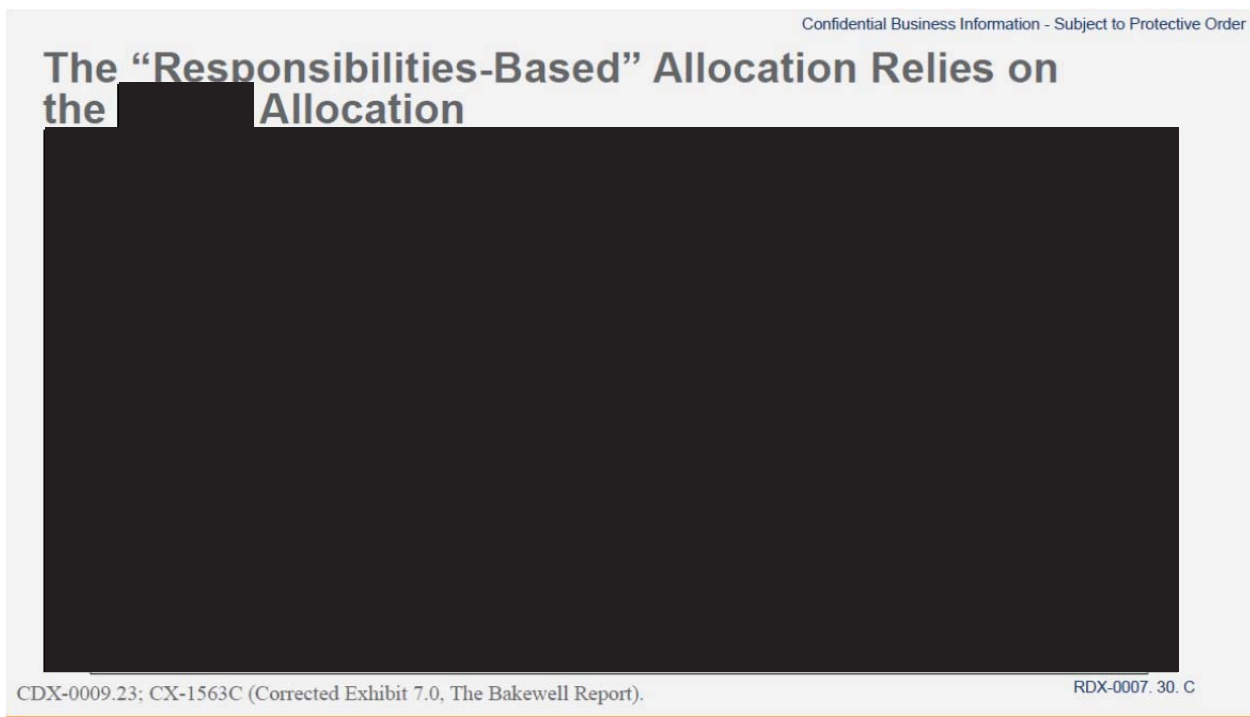 Confidential Business Information - Subject to Protective Order
The “Responsibilities-Based” Allocation Relies on
the Allocation
CDX-0009.23; CX-1563C (Corrected Exhibit 7.0, The Bakewell Report).
RDX-0007. 30. C